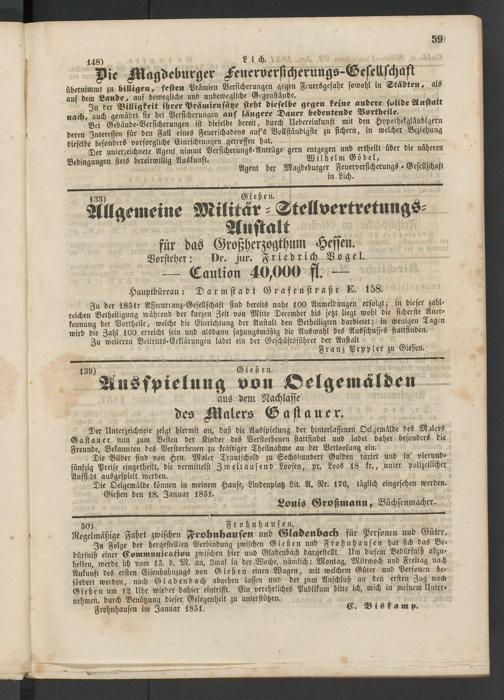 59
148)
Lich.
Die Magdeburger Feuerversicherungs-Gesellschaft
übernimmt zu billigen, festen Prämien Versicherungen gegen Feuersgefahr sowohl in Städten, als
auf dem Lande, auf bewegliche und unbewegliche Gegenstände.
In der Billigkeit ihrer Prämiensätze steht dieselbe gegen keine andere solide Anstalt
nach, auch gewährt sie bei Versicherungen auf längere Dauer bedeutende Vortheile.
Bei Gebäude-Versicherungen ist dieselbe bereit, durch Uebereinkunft mit den Hypothekgläubigern
deren Interessen für den Fall eines Feuerschadens auf's Vollständigste zu sichern, in welcher Beziehung
dieselbe besonders vorsorgliche Einrichtungen getroffen hat.
Der unterzeichnete Agent nimmt Versicherungs-Anträge gern entgegen und ertheilt über die näheren
Bedingungen stets bereitwillig Auskunft.
Wilhelm Göbel,
Agent der Magdeburger Feuerversicherungs-Gesellschaft
in Lich.
133)
Gießen.
Allgemeine Militär-Stellvertretungs-
Anstalt
für das Großherzogthum Hessen.
Vorsteher: Dr. jur. Friedrich Vogel.
— Caution 40,000 fl. —
Hauptbüreau: Darmstadt Grafenstraße E. 158.
Zu der 1851r Assecuranz-Gesellschaft sind bereits nahe 100 Anmeldungen erfolgt; in dieser zahl-
reichen Betheiligung während der kurzen Zeit von Mitte December bis jetzt liegt wohl die sicherste Aner-
kennung der Vortheile, welche die Einrichtung der Anstalt den Betheiligten darbietet; in wenigen Tagen
wird die Zahl 100 erreicht sein und alsdann satzungsmäßig die Auswahl des Ausschusses stattfinden.
Zu weiteren Beitritts-Erklärungen ladet ein der Geschäftsführer der Anstalt
Franz Peppler zu Gießen.
139)
Gießen.
Ausspielung von Oelgemälden
aus dem Nachlasse
des Malers Gastauer.
Der Unterzeichnete zeigt hiermit an, daß die Ausspielung der hinterlassenen Oelgemälde des Malers
Gastauer nun zum Besten der Kinder des Verstorbenen stattfindet und ladet daher besonders die
Freunde, Bekannten des Verstorbenen zu kräftiger Theilnahme an der Verloosung ein.
Die Bilder sind von Hrn. Maler Trautschold zu Sechshundert Gulden taxirt und in vierund-
fünfzig Preise eingetheilt, die vermittelst Zweitausend Loosen, pr. Loos 18 kr., unter polizeilicher
Aufsicht ausgespielt werden.
Die Oelgemälde können in meinem Hause, Lindenplatz Lit. A. Nr. 176, täglich eingesehen werden.
Gießen den 18. Januar 1851.
Louis Großmann, Büchsenmacher.
50)
Frohnhausen.
Regelmäßige Fahrt zwischen Frohnhausen und Gladenbach für Personen und Güter.
In Folge der hergestellten Verbindung zwischen Gießen und Frohnhausen hat sich das Be-
dürfniß einer Communication zwischen hier und Gladenbach dargestellt. Um diesem Bedürfniß abzu-
helfen, werde ich vom 15. d. M. an, 3mal in der Woche, nämlich: Montag, Mittwoch und Freitag nach
Ankunft des ersten Eisenbahnzugs von Gießen einen Wagen, mit welchem Güter und Personen be-
fördert werden, nach Gladenbach abgehen lassen und der zum Anschluß an den ersten Zug nach
Gießen um 12 Uhr wieder dahier eintrifft. Ein verehrliches Publikum bitte ich, mich in meinem Unter-
nehmen, durch Benützung dieser Gelegenheit zu unterstützen.
Frohnhausen im Januar 1851.
C. Biskamp.